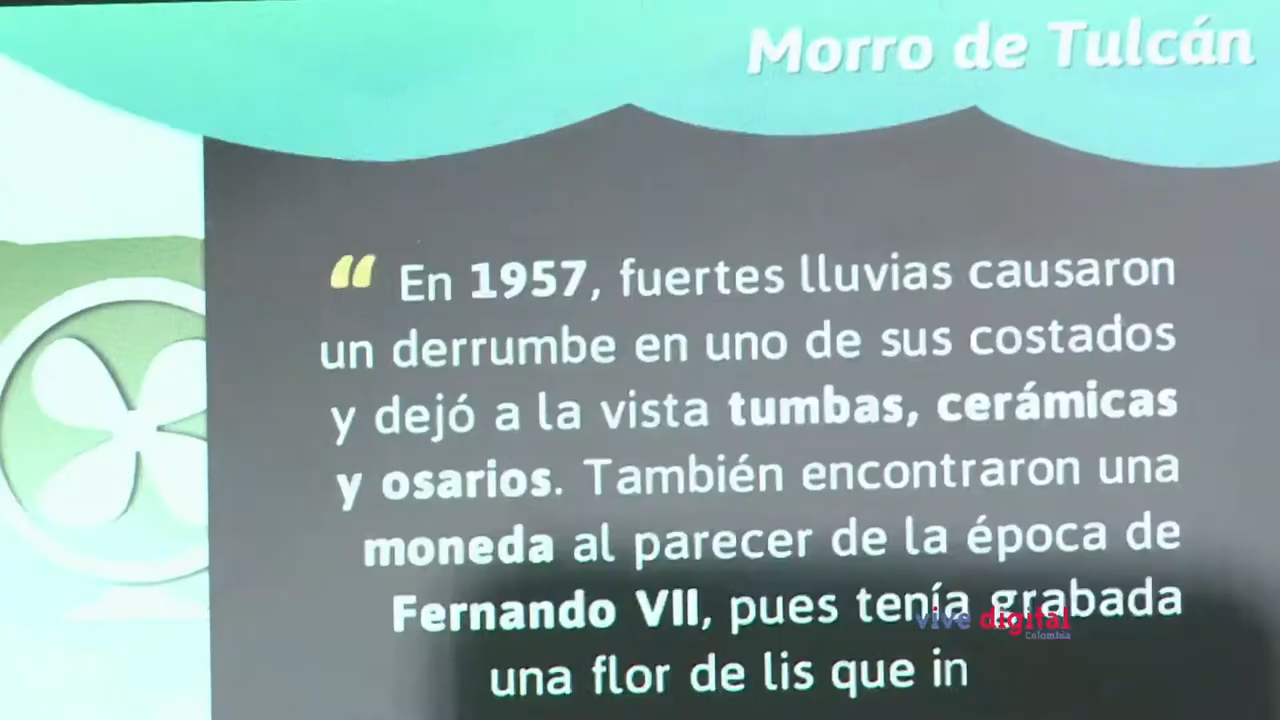 Morro de Tulcán
“ En 1957, fuertes lluvias causaron
un derrumbe en uno de sus costados
y dejó a la vista tumbas, cerámicas
y osarios. También encontraron una
moneda al parecer de la época de
Fernando VII, pues tenía grabada
una flor de lis que in
vive digital
Colombia